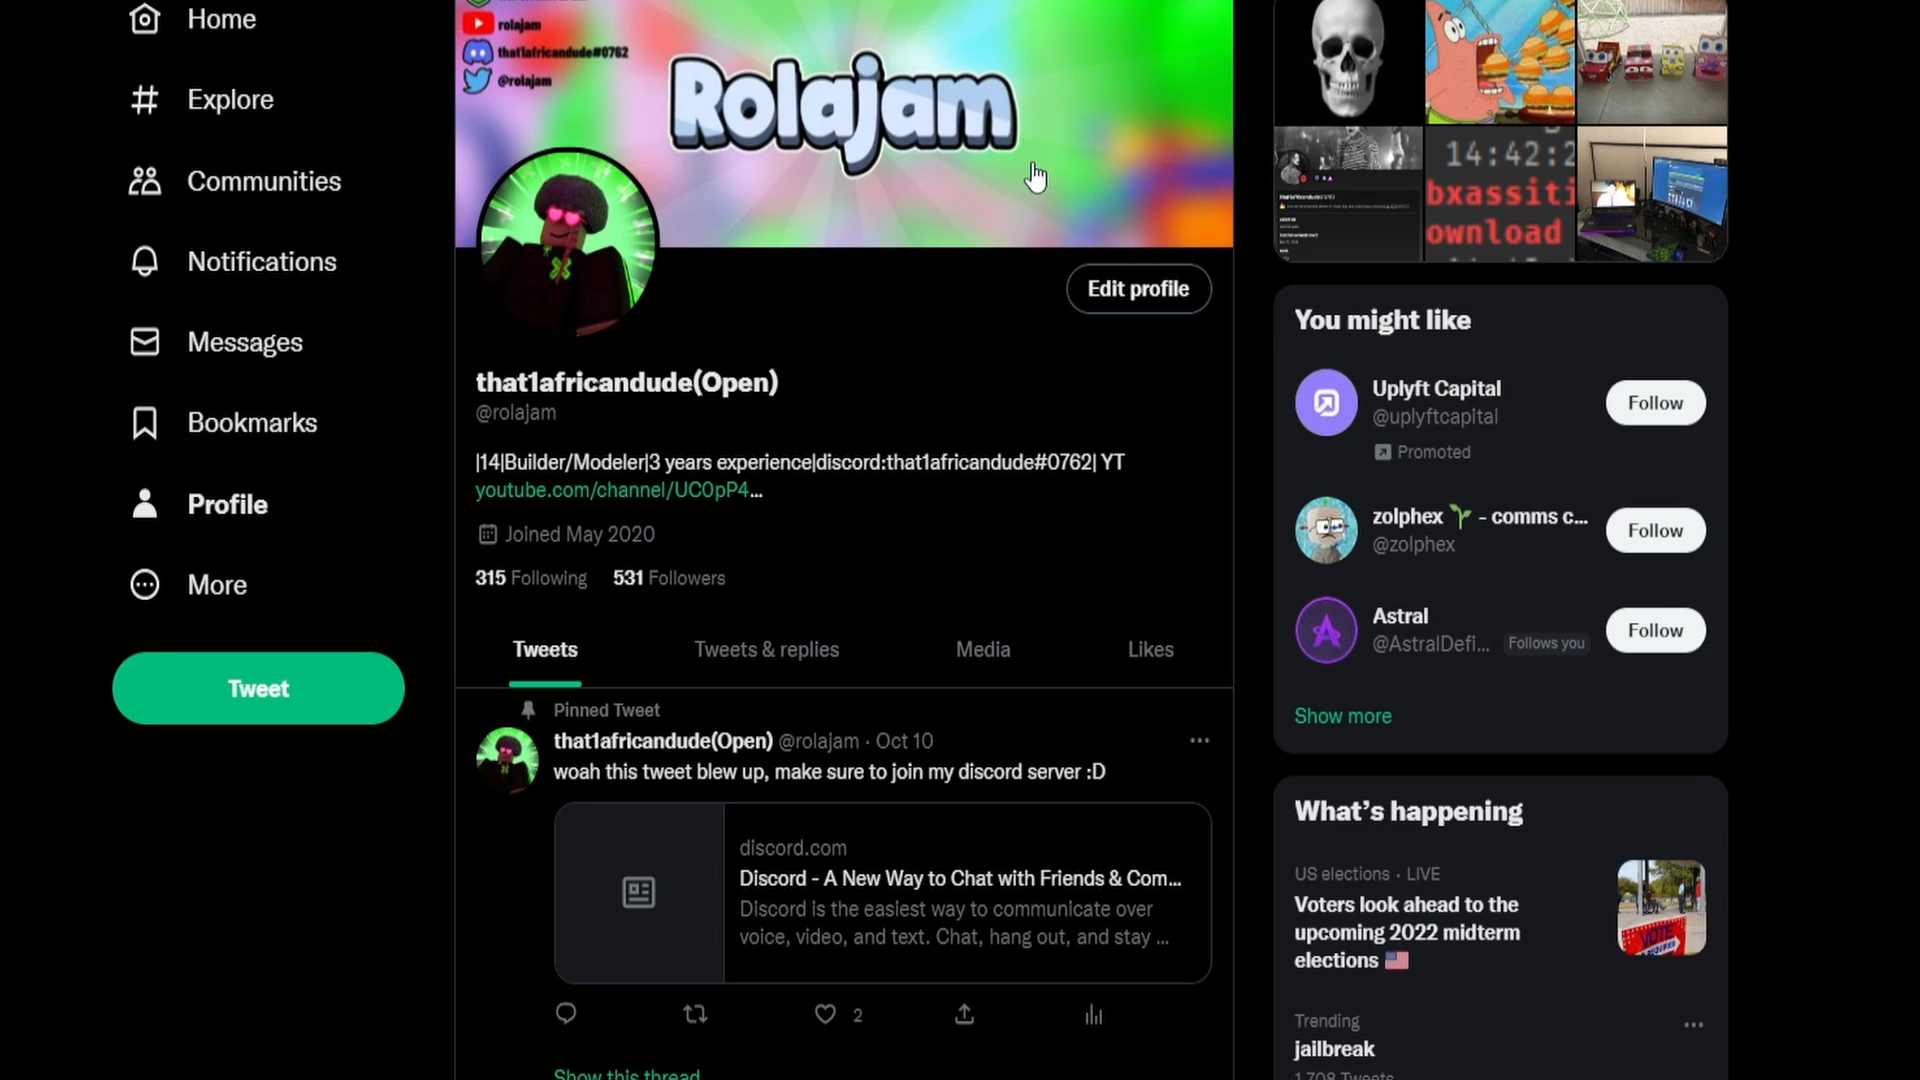 Home
Explore
Communities
Notifications
Messages
Bookmarks
Profile
More
Tweet
rolajam
that1africandude#0762
@rolajam
Rolajam
Edit profile
that1africandude(Open)
@rolajam
|14|Builder/Modeler|3 years experience|discord:that1africandude#0762| YT
youtube.com/channel/UC0pP4...
Joined May 2020
315 Following 531 Followers
Tweets Tweets & replies Media Likes
Pinned Tweet
that1africandude(Open) @rolajam · Oct 10
woah this tweet blew up, make sure to join my discord server :D
discord.com
Discord - A New Way to Chat with Friends & Com...
Discord is the easiest way to communicate over
voice, video, and text. Chat, hang out, and stay ...
2
Show this thread
14:42:2
bxassiti
ownload
You might like
Uplyft Capital
@uplyftcapital
Promoted
Follow
zolphex - comms c...
@zolphex
Follow
Astral
@AstralDefi... Follows you
Follow
Show more
What's happening
US elections · LIVE
Voters look ahead to the
upcoming 2022 midterm
elections
VOTE
Trending
jailbreak
1,708 Tweets